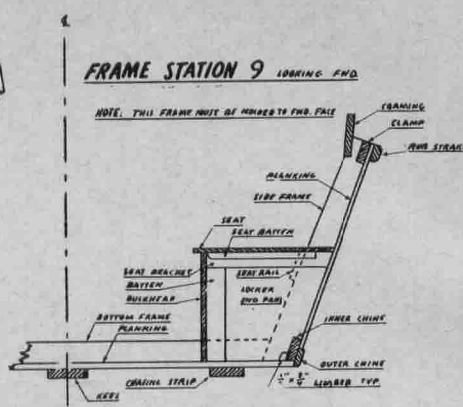 FRAME STATION 9 LOOKING FWD
NOTE: THIS FRAME MUST BE MOLDED TO FWD. FACE
COAMING
CLAMP
RUB STRAKE
PLANKING
SIDE FRAME
SEAT
SEAT BATTEN
SEAT BRACKET
BATTEN
BULKHEAD
SEAT RAIL
LOCKER
END PAN
BOTTOM FRAME
PLANKING
INNER CHINE
OUTER CHINE
LIMBER TYP
CHAFING STRIP
KEEL